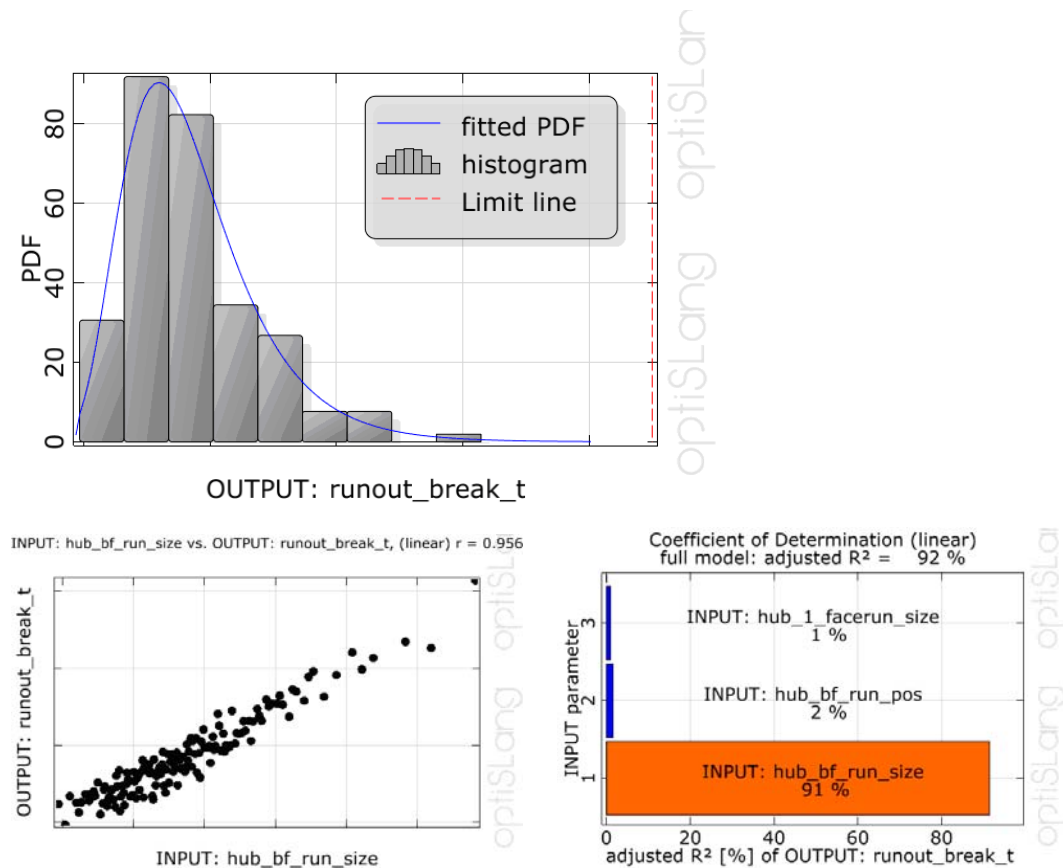 80
60
40
20
0
PDF
fitted PDF
histogram
Limit line
OUTPUT: runout_break_t
optiSLang optiSLar
INPUT: hub_bf_run_size vs. OUTPUT: runout_break_t, (linear) r = 0.956
OUTPUT: runout_break_t
INPUT: hub_bf_run_size
optiSLang optiSLar
Coefficient of Determination (linear)
full model: adjusted R² = 92 %
INPUT parameter
3
INPUT: hub_1_facerun_size
1 %
2
INPUT: hub_bf_run_pos
2 %
1
INPUT: hub_bf_run_size
91 %
0 20 40 60 80
adjusted R² [%] of OUTPUT: runout_break_t
optiSLang optiSLar